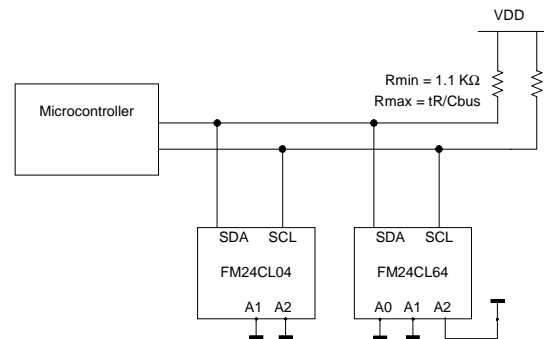 VDD
Rmin = 1.1 KΩ
Rmax = tR/Cbus
Microcontroller
SDA SCL
FM24CL04
A1 A2
SDA SCL
FM24CL64
A0 A1 A2